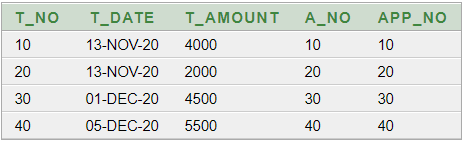 T_NO T_DATE T_AMOUNT A_NO APP_NO
10 13-NOV-20 4000 10 10
20 13-NOV-20 2000 20 20
30 01-DEC-20 4500 30 30
40 05-DEC-20 5500 40 40